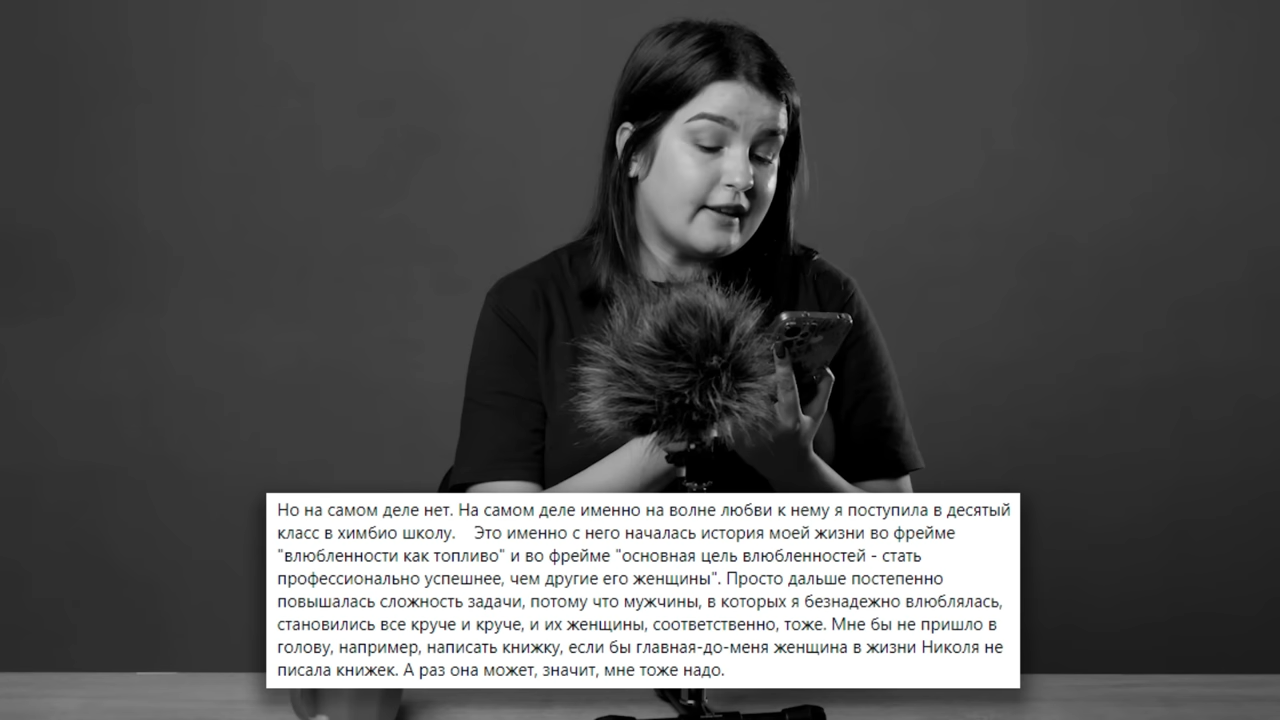 Но на самом деле нет. На самом деле именно на волне любви к нему я поступила в десятый
класс в химбио школу. Это именно с него началась история моей жизни во фрейме
"влюбленности как топливо" и во фрейме "основная цель влюбленностей - стать
профессионально успешнее, чем другие его женщины". Просто дальше постепенно
повышалась сложность задачи, потому что мужчины, в которых я безнадежно влюблялась,
становились все круче и круче, и их женщины, соответственно, тоже. Мне бы не пришло в
голову, например, написать книжку, если бы главная-до-меня женщина в жизни Николя не
писала книжек. А раз она может, значит, мне тоже надо.